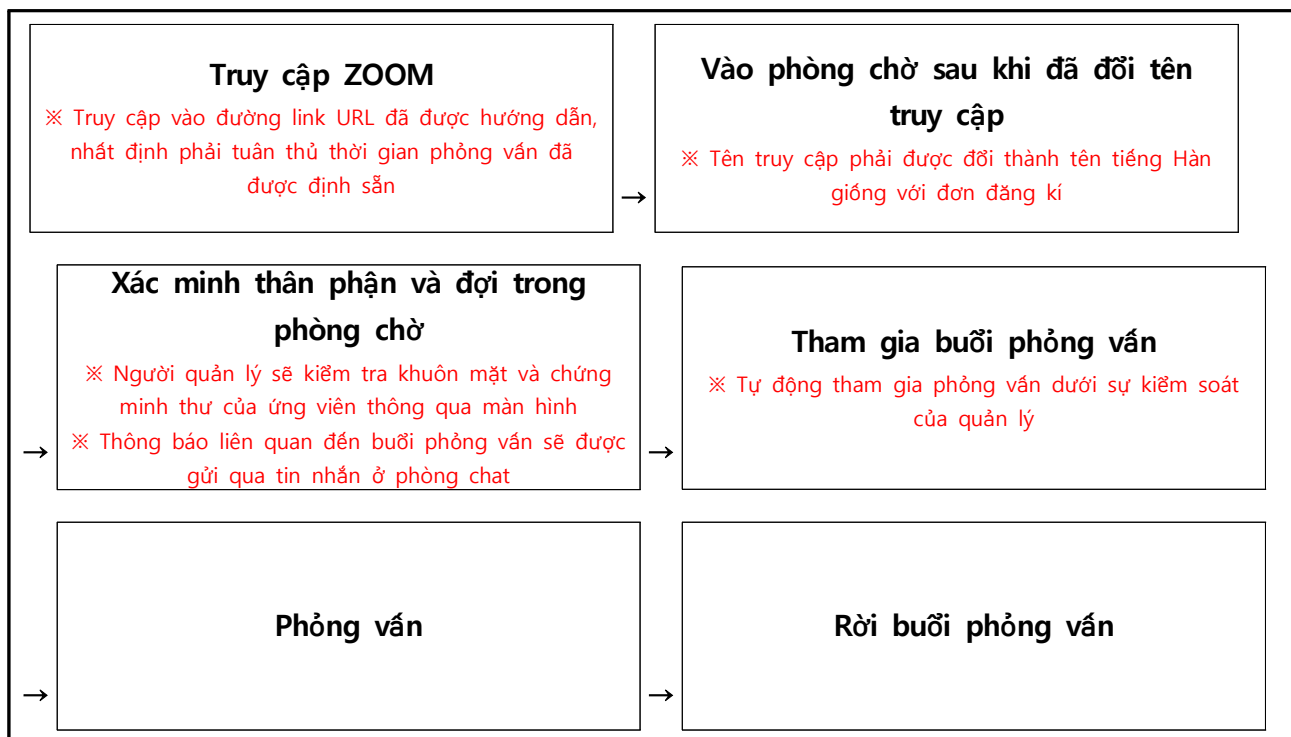 Truy cập ZOOM
※ Truy cập vào đường link URL đã được hướng dẫn,
nhất định phải tuân thủ thời gian phỏng vấn đã
được định sẵn
→
Vào phòng chờ sau khi đã đổi tên
truy cập
※ Tên truy cập phải được đổi thành tên tiếng Hàn
giống với đơn đăng kí
→
Xác minh thân phận và đợi trong
phòng chờ
※ Người quản lý sẽ kiểm tra khuôn mặt và chứng
minh thư của ứng viên thông qua màn hình
※ Thông báo liên quan đến buổi phỏng vấn sẽ được
gửi qua tin nhắn ở phòng chat
→
Tham gia buổi phỏng vấn
※ Tự động tham gia phỏng vấn dưới sự kiểm soát
của quản lý
→
Phỏng vấn
→
Rời buổi phỏng vấn